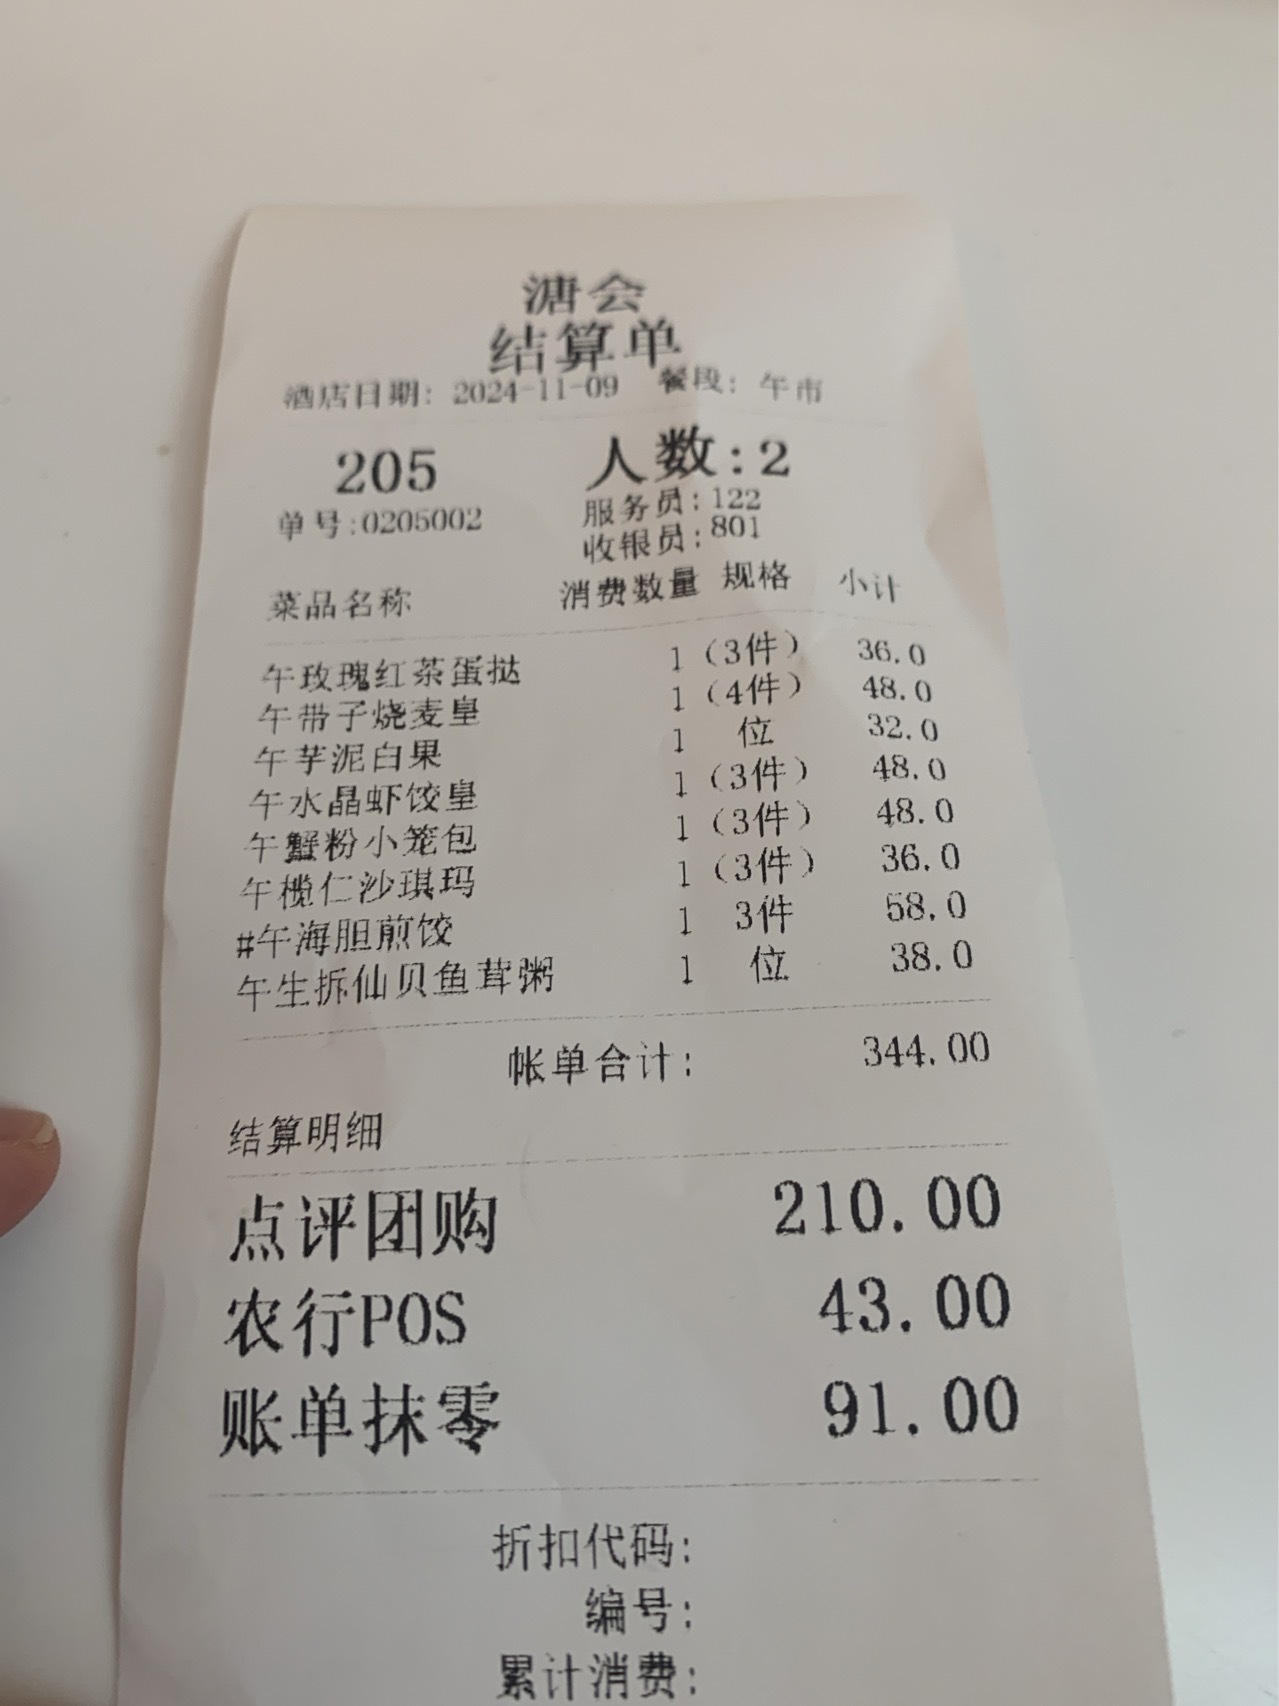 溏会
结算单
酒店日期: 2024-11-09 餐段: 午市
205 人数:2
单号:0205002 服务员:122
收银员:801
菜品名称 消费数量 规格 小计
午玫瑰红茶蛋挞 1 (3件) 36.0
午带子烧麦皇 1 (4件) 48.0
午芋泥白果 1 位 32.0
午水晶虾饺皇 1 (3件) 48.0
午蟹粉小笼包 1 (3件) 48.0
午榄仁沙琪玛 1 (3件) 36.0
#午海胆煎饺 1 3件 58.0
午生拆仙贝鱼茸粥 1 位 38.0
帐单合计: 344.00
结算明细
点评团购 210.00
农行POS 43.00
账单抹零 91.00
折扣代码:
编号:
累计消费: